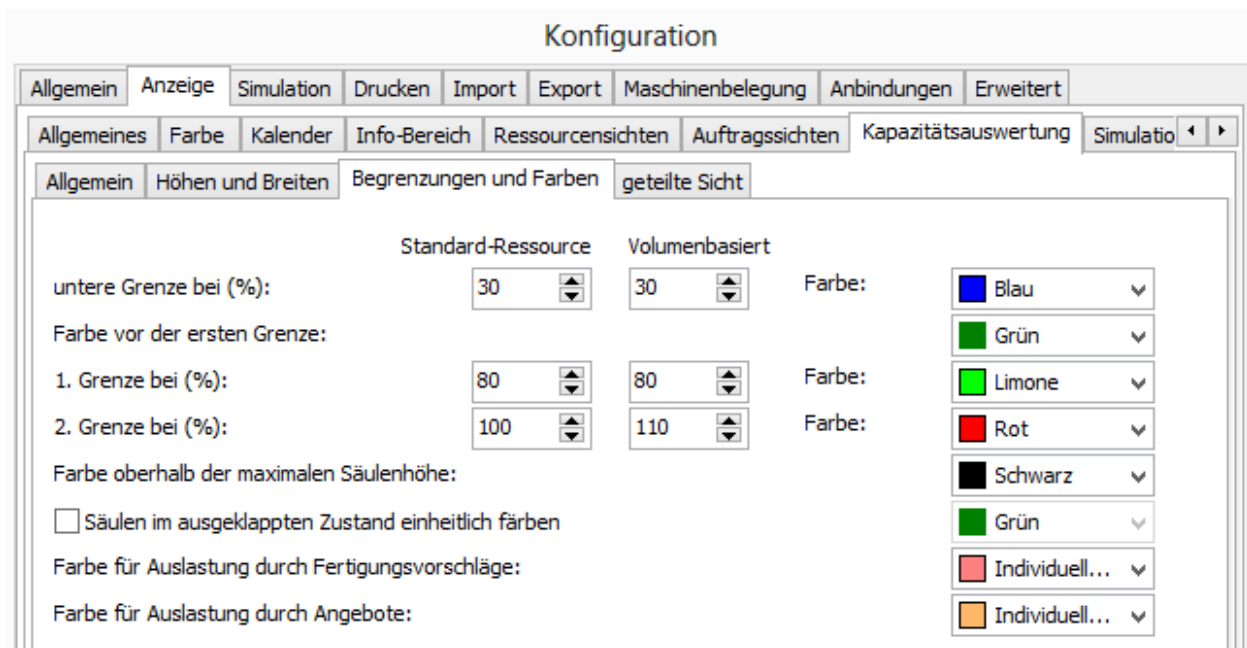 Konfiguration
Allgemein Anzeige Simulation Drucken Import Export Maschinenbelegung Anbindungen Erweitert
Allgemeines Farbe Kalender Info-Bereich Ressourcensichten Auftragssichten Kapazitätsauswertung Simulatio
Allgemein Höhen und Breiten Begrenzungen und Farben geteilte Sicht
Standard-Ressource Volumenbasiert
untere Grenze bei (%): 30 30 Farbe: Blau
Farbe vor der ersten Grenze: Grün
1. Grenze bei (%): 80 80 Farbe: Limone
2. Grenze bei (%): 100 110 Farbe: Rot
Farbe oberhalb der maximalen Säulenhöhe: Schwarz
Säulen im ausgeklappten Zustand einheitlich färben Grün
Farbe für Auslastung durch Fertigungsvorschläge: Individuell...
Farbe für Auslastung durch Angebote: Individuell...